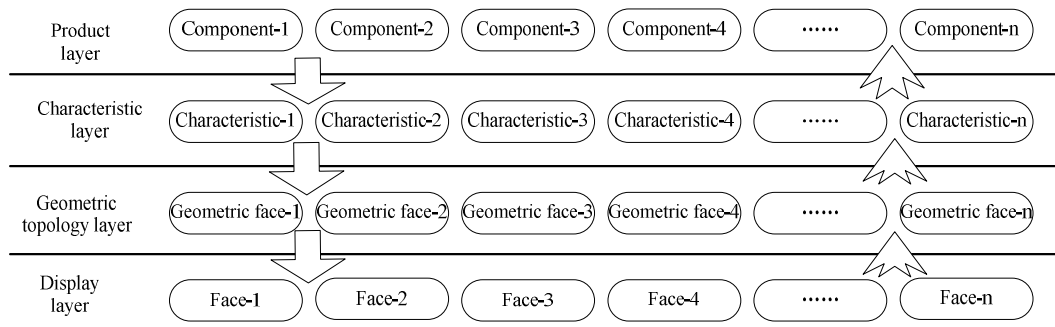 Product
layer
Component-1 Component-2 Component-3 Component-4 ...... Component-n
Characteristic
layer
Characteristic-1 Characteristic-2 Characteristic-3 Characteristic-4 ...... Characteristic-n
Geometric
topology layer
Geometric face-1 Geometric face-2 Geometric face-3 Geometric face-4 ...... Geometric face-n
Display
layer
Face-1 Face-2 Face-3 Face-4 ...... Face-n